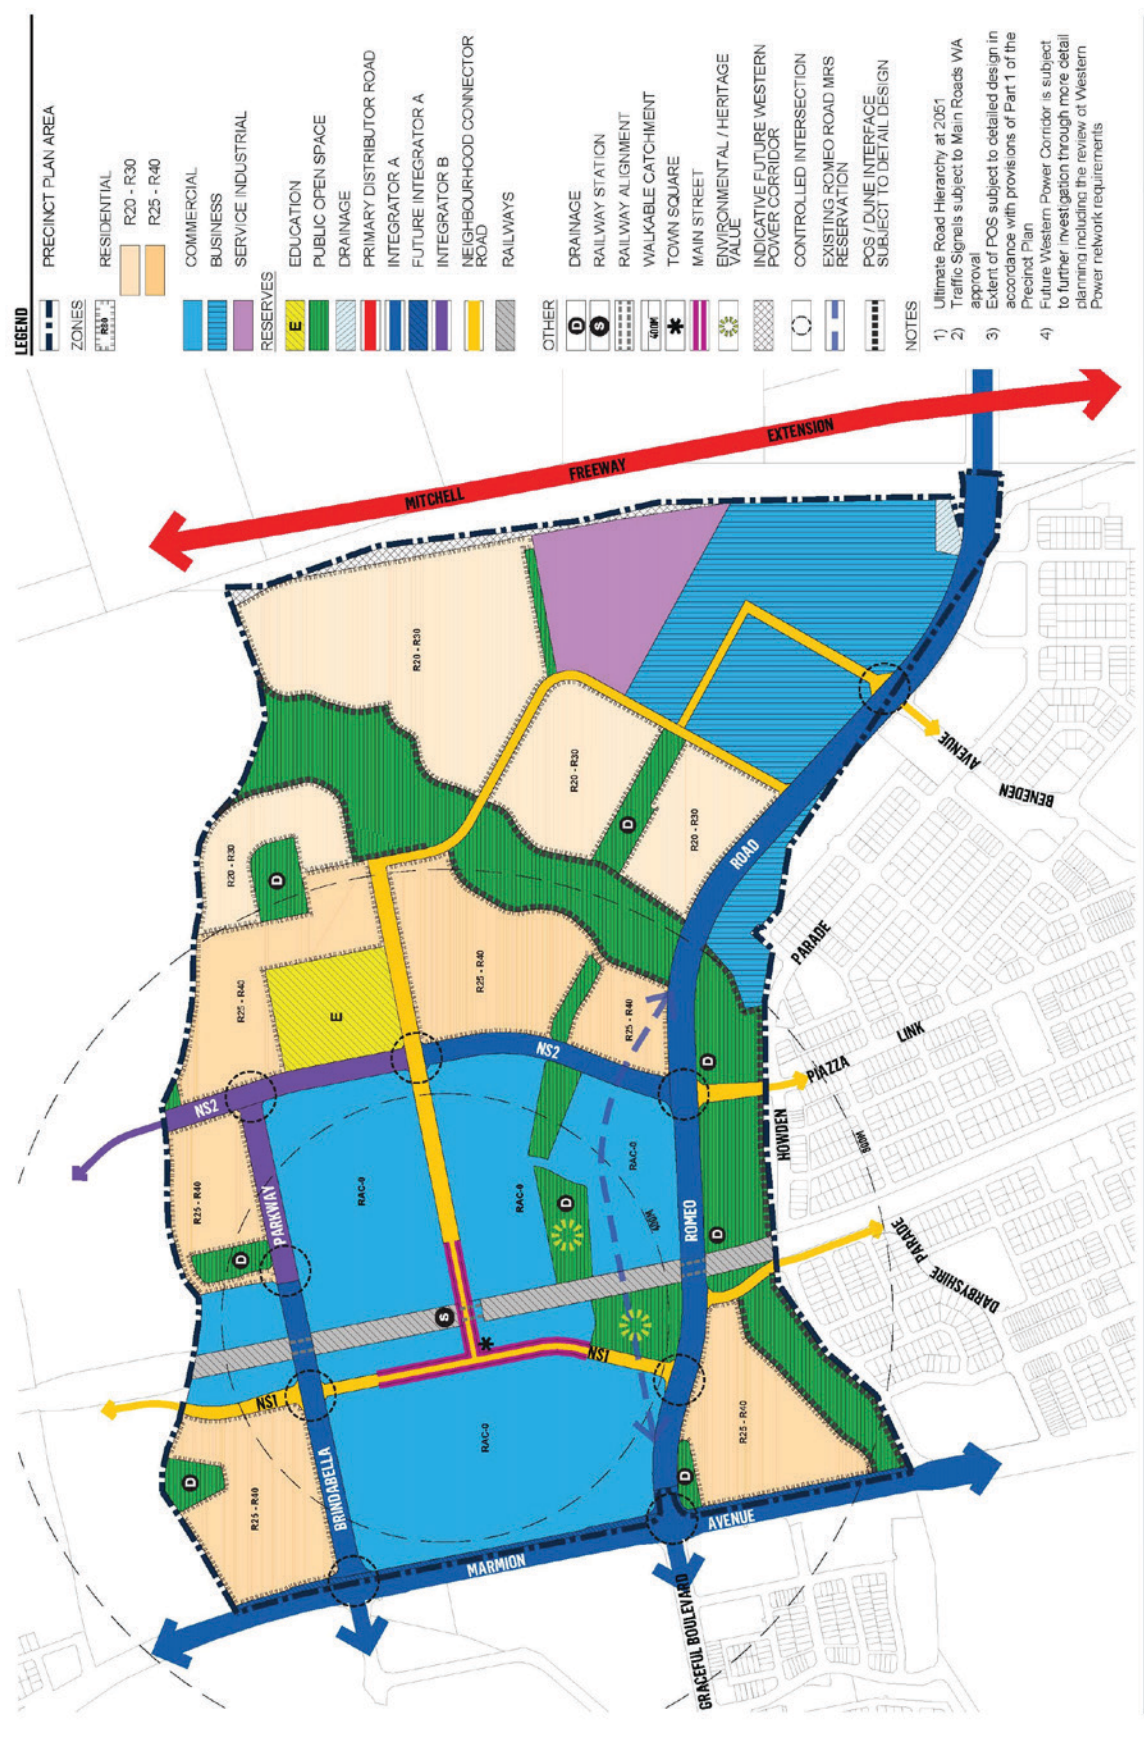 LEGEND
PRECINCT PLAN AREA
ZONES
R80
RESIDENTIAL
R20 - R30
R25 - R40
COMMERCIAL
BUSINESS
SERVICE INDUSTRIAL
RESERVES
E
EDUCATION
PUBLIC OPEN SPACE
DRAINAGE
PRIMARY DISTRIBUTOR ROAD
INTEGRATOR A
FUTURE INTEGRATOR A
INTEGRATOR B
NEIGHBOURHOOD CONNECTOR
ROAD
RAILWAYS
OTHER
D
DRAINAGE
S
RAILWAY STATION
RAILWAY ALIGNMENT
400M
WALKABLE CATCHMENT
TOWN SQUARE
MAIN STREET
ENVIRONMENTAL / HERITAGE
VALUE
INDICATIVE FUTURE WESTERN
POWER CORRIDOR
CONTROLLED INTERSECTION
EXISTING ROMEO ROAD MRS
RESERVATION
POS / DUNE INTERFACE
SUBJECT TO DETAIL DESIGN
NOTES
1) Ultimate Road Hierarchy at 2051
2) Traffic Signals subject to Main Roads WA
approval
3) Extent of POS subject to detailed design in
accordance with provisions of Part 1 of the
Precinct Plan
4) Future Western Power Corridor is subject
to further investigation through more detail
planning including the review of Western
Power network requirements
MITCHELL
FREEWAY
EXTENSION
R20 - R30
R20 - R30
R20 - R30
R20 - R30
D
D
R25 - R40
E
R25 - R40
R25 - R40
NS2
NS2
R25 - R40
D
PARKWAY
RAC-0
RAC-0
RAC-0
D
400M
S
NS1
NS1
RAC-0
D
R25 - R40
BRINDABELLA
MARMION
AVENUE
GRACEFUL BOULEVARD
D
R25 - R40
ROMEO
ROAD
D
D
HOWDEN
PARADE
PIAZZA
LINK
800M
DARBYSHIRE PARADE
BENEDEN
AVENUE